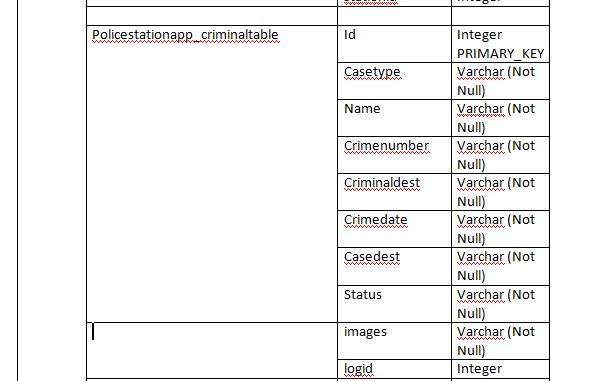 Policestationapp_criminaltable Id Integer
PRIMARY_KEY
Casetype Varchar (Not
Null)
Name Varchar (Not
Null)
Crimenumber Varchar (Not
Null)
Criminaldest Varchar (Not
Null)
Crimedate Varchar (Not
Null)
Casedest Varchar (Not
Null)
Status Varchar (Not
Null)
images Varchar (Not
Null)
logid Integer